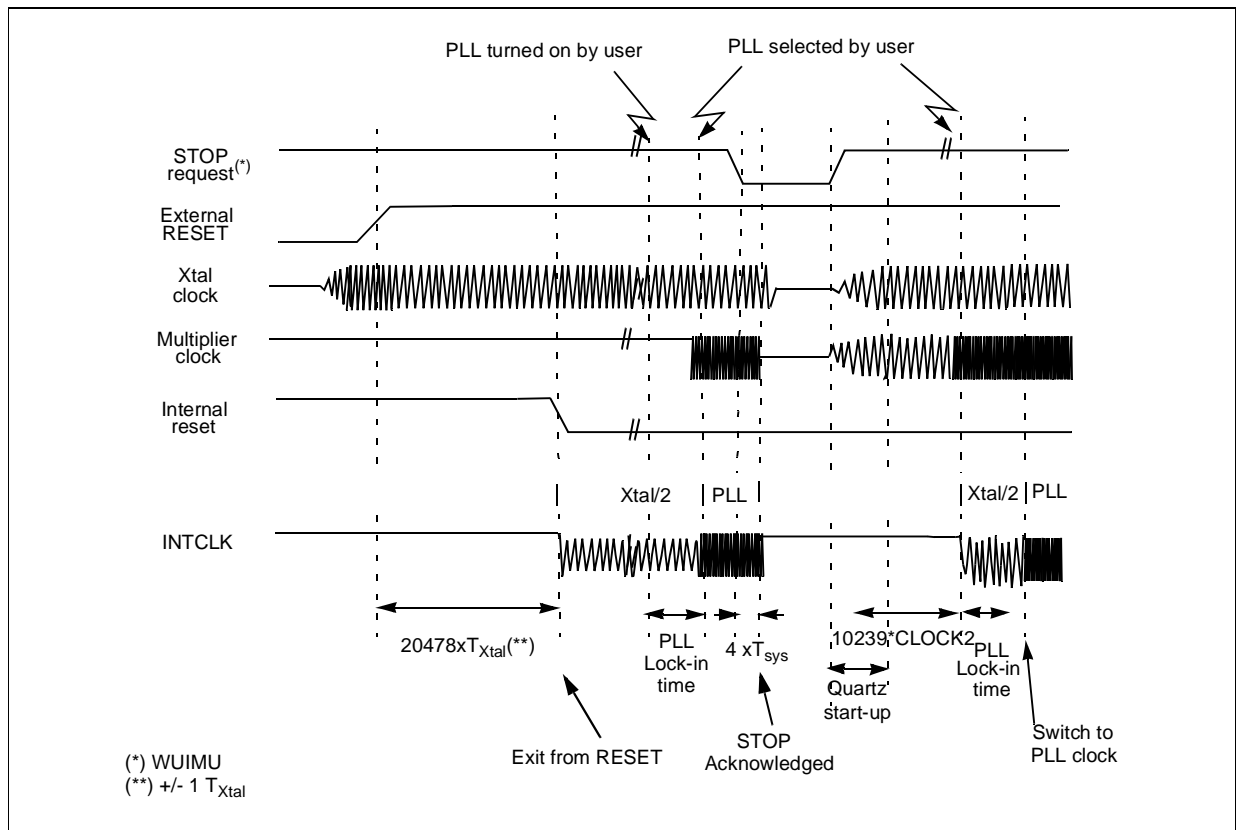 PLL turned on by user
PLL selected by user
STOP
request(*)
External
RESET
Xtal
clock
Multiplier
clock
Internal
reset
Xtal/2
PLL
Xtal/2
PLL
INTCLK
20478xTXtal(**)
PLL
Lock-in
time
4 xTsys
10239*CLOCK2
PLL
Lock-in
time
Quartz
start-up
Exit from RESET
STOP
Acknowledged
Switch to
PLL clock
(*) WUIMU
(**) +/- 1 TXtal